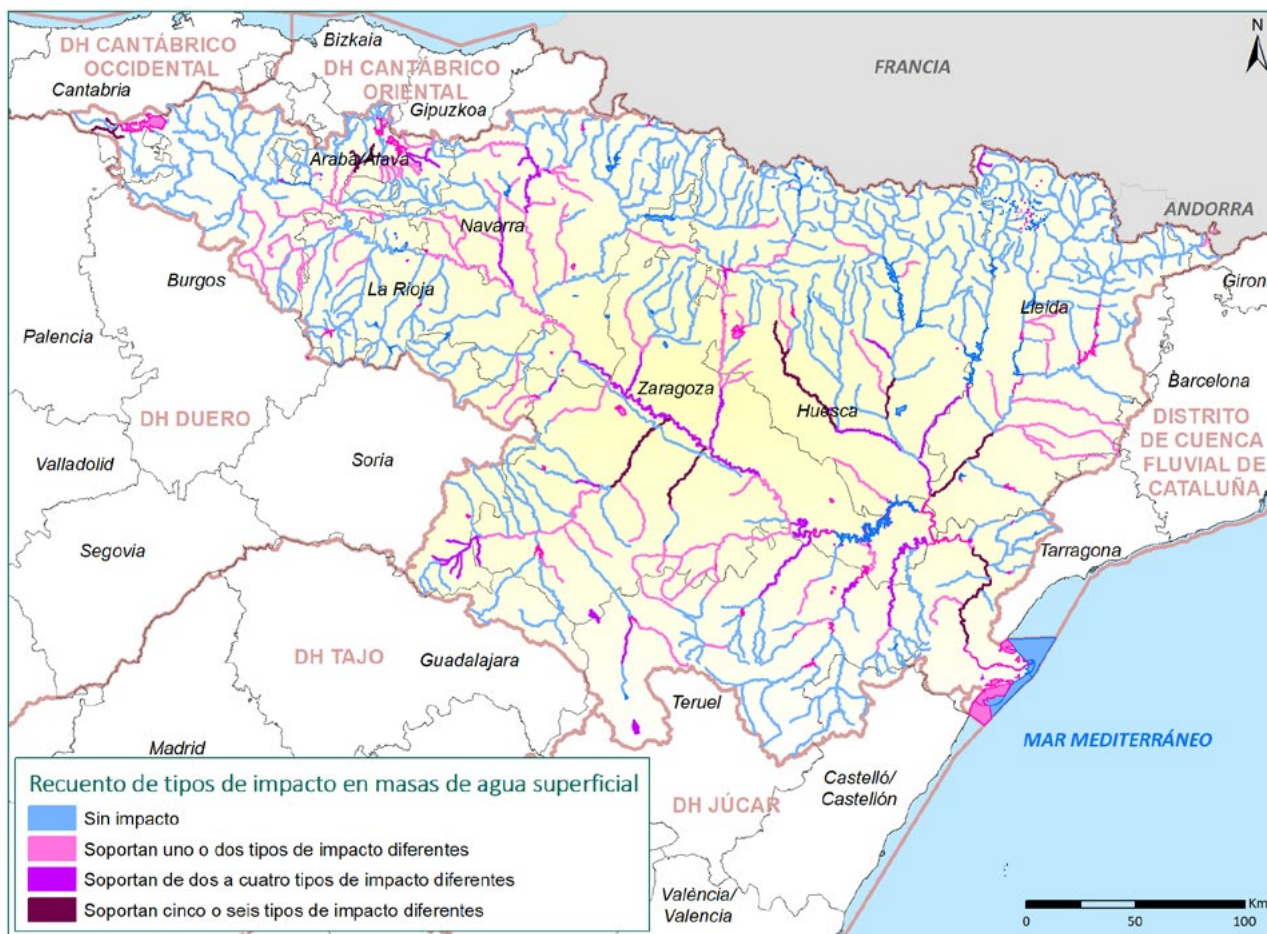 N
Bizkaia
DH CANTÁBRICO
OCCIDENTAL
DH CANTÁBRICO
ORIENTAL
FRANCIA
Cantabria
Gipuzkoa
Araba/Álava
ANDORRA
Navarra
Burgos
La Rioja
Lleida
Giron
Palencia
Zaragoza
Huesca
Barcelona
DH DUERO
DISTRITO
DE CUENCA
FLUVIAL DE
CATALUÑA
Valladolid
Soria
Segovia
Tarragona
DH TAJO
Guadalajara
Teruel
MAR MEDITERRÁNEO
Madrid
Castelló/
Castellón
DH JÚCAR
València/
Valencia
Recuento de tipos de impacto en masas de agua superficial
Sin impacto
Soportan uno o dos tipos de impacto diferentes
Soportan de dos a cuatro tipos de impacto diferentes
Soportan cinco o seis tipos de impacto diferentes
Km
0 50 100